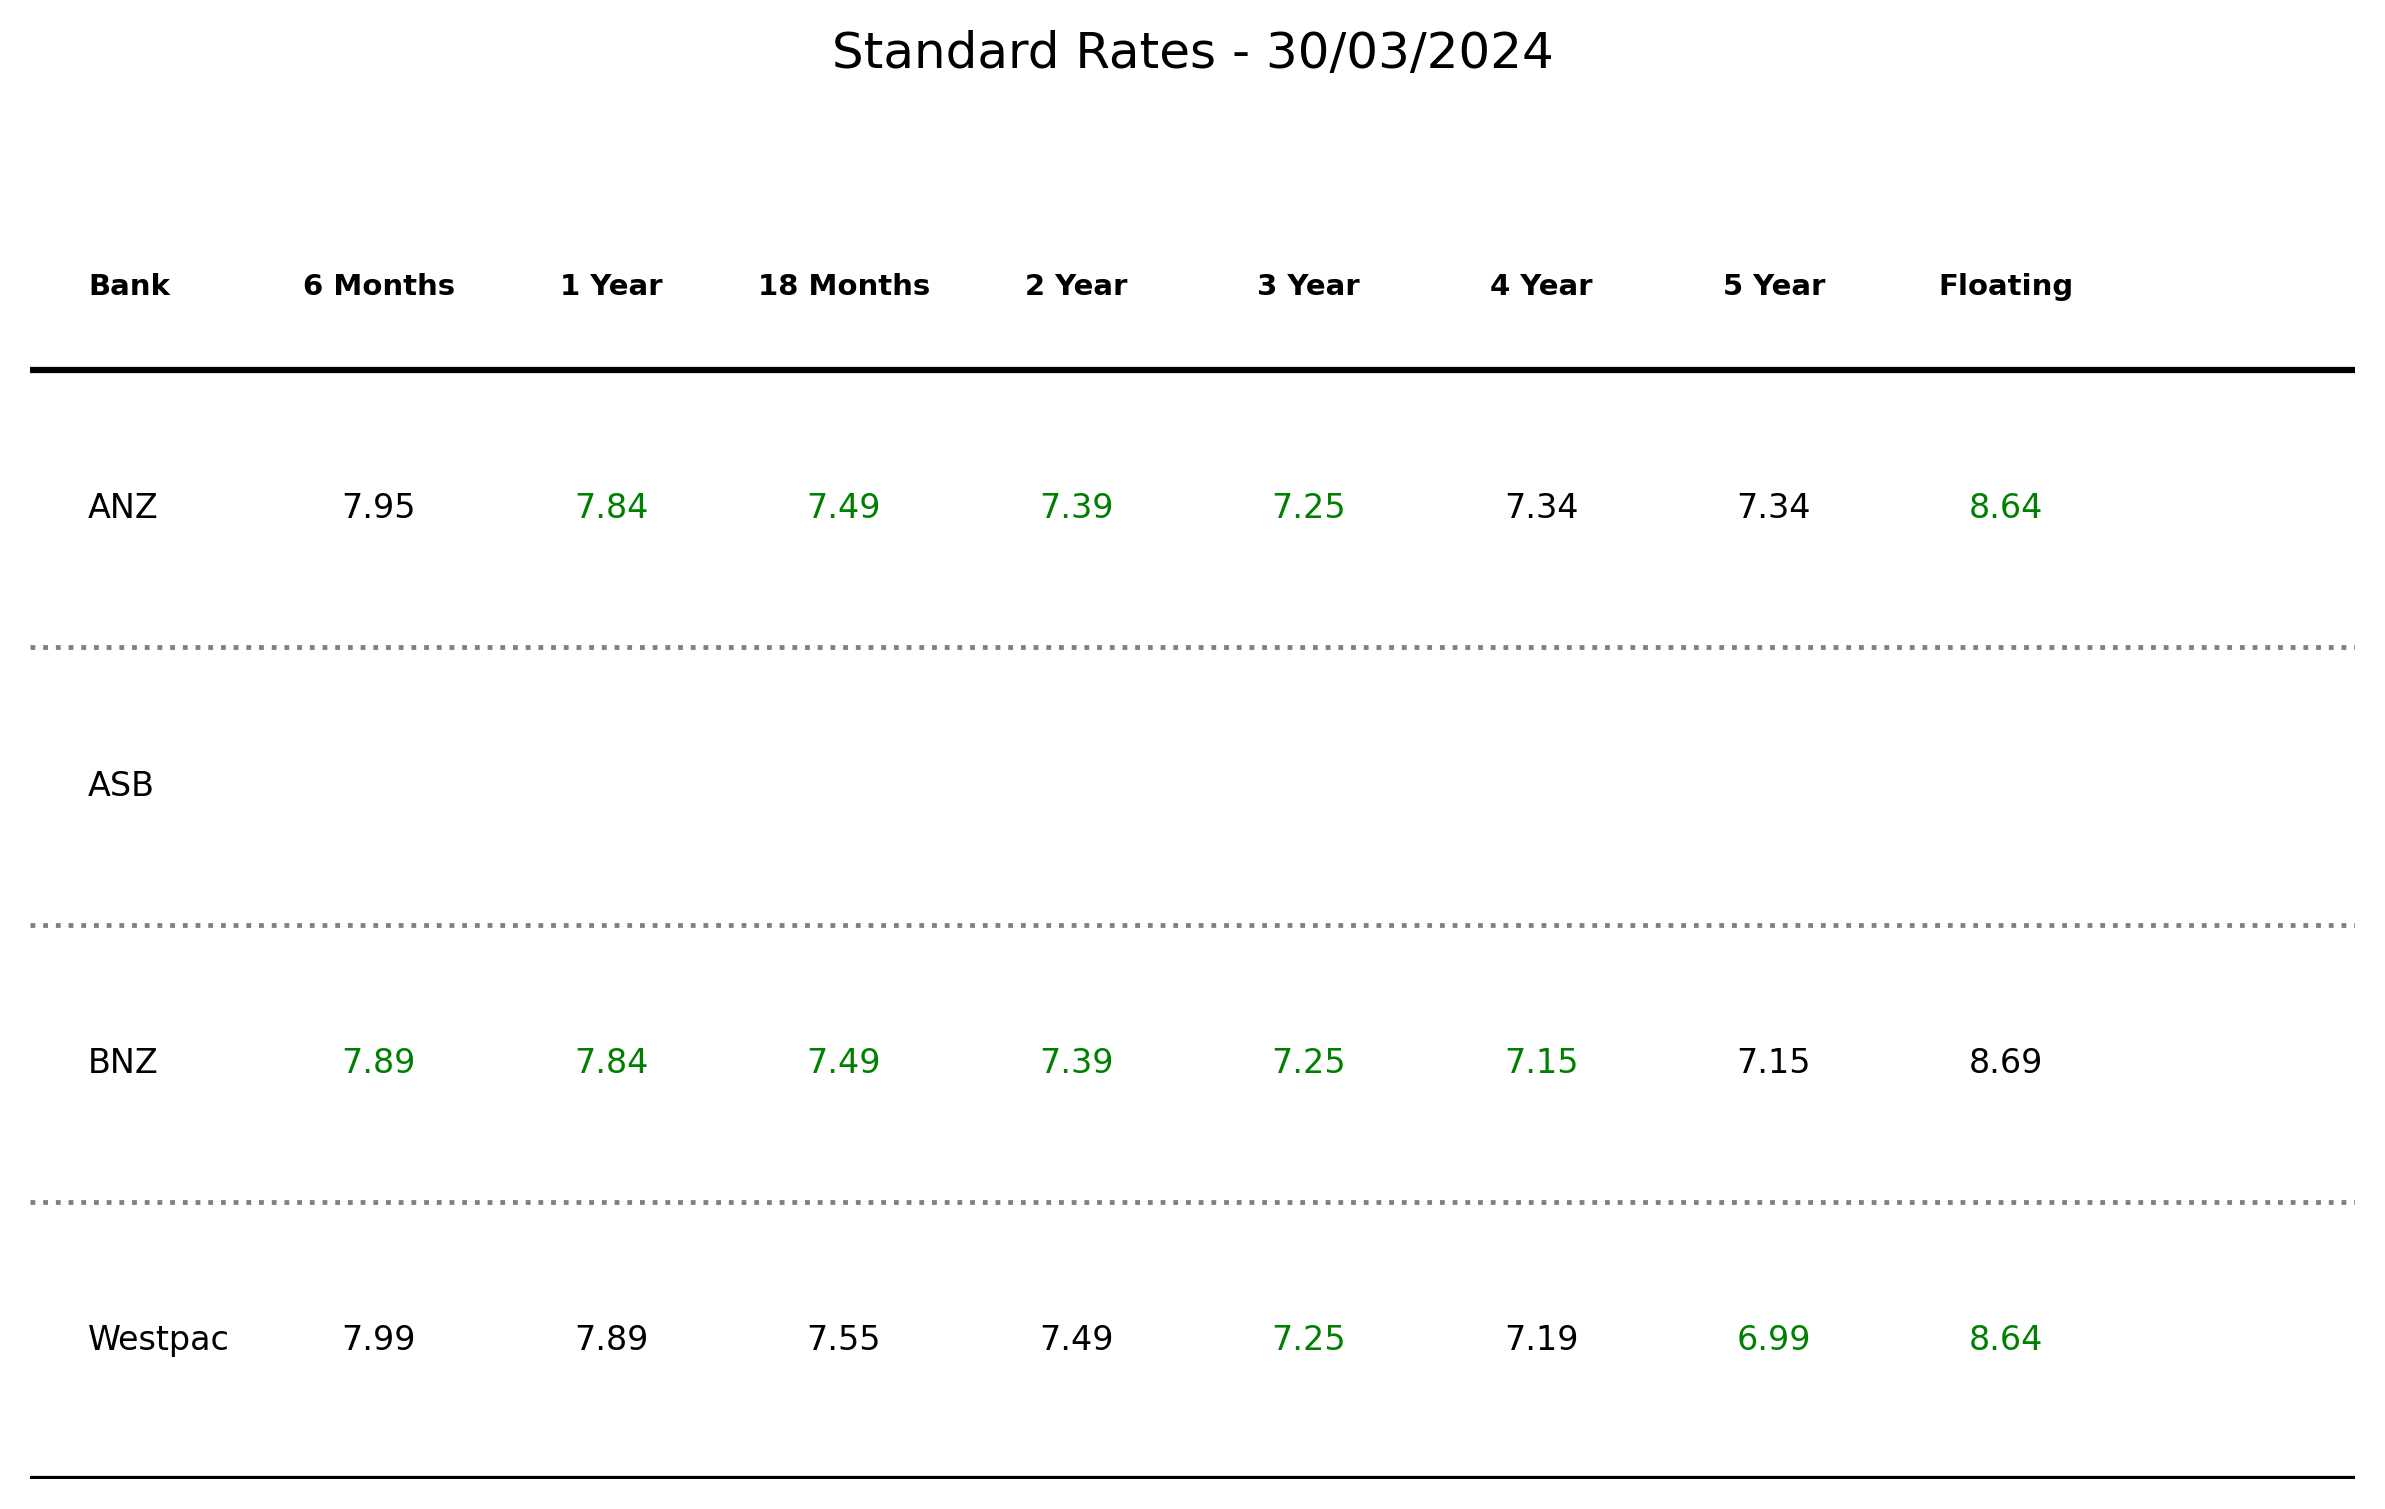 Standard Rates - 30/03/2024
Bank 6 Months 1 Year 18 Months 2 Year 3 Year 4 Year 5 Year Floating
ANZ 7.95 7.84 7.49 7.39 7.25 7.34 7.34 8.64
ASB
BNZ 7.89 7.84 7.49 7.39 7.25 7.15 7.15 8.69
Westpac 7.99 7.89 7.55 7.49 7.25 7.19 6.99 8.64